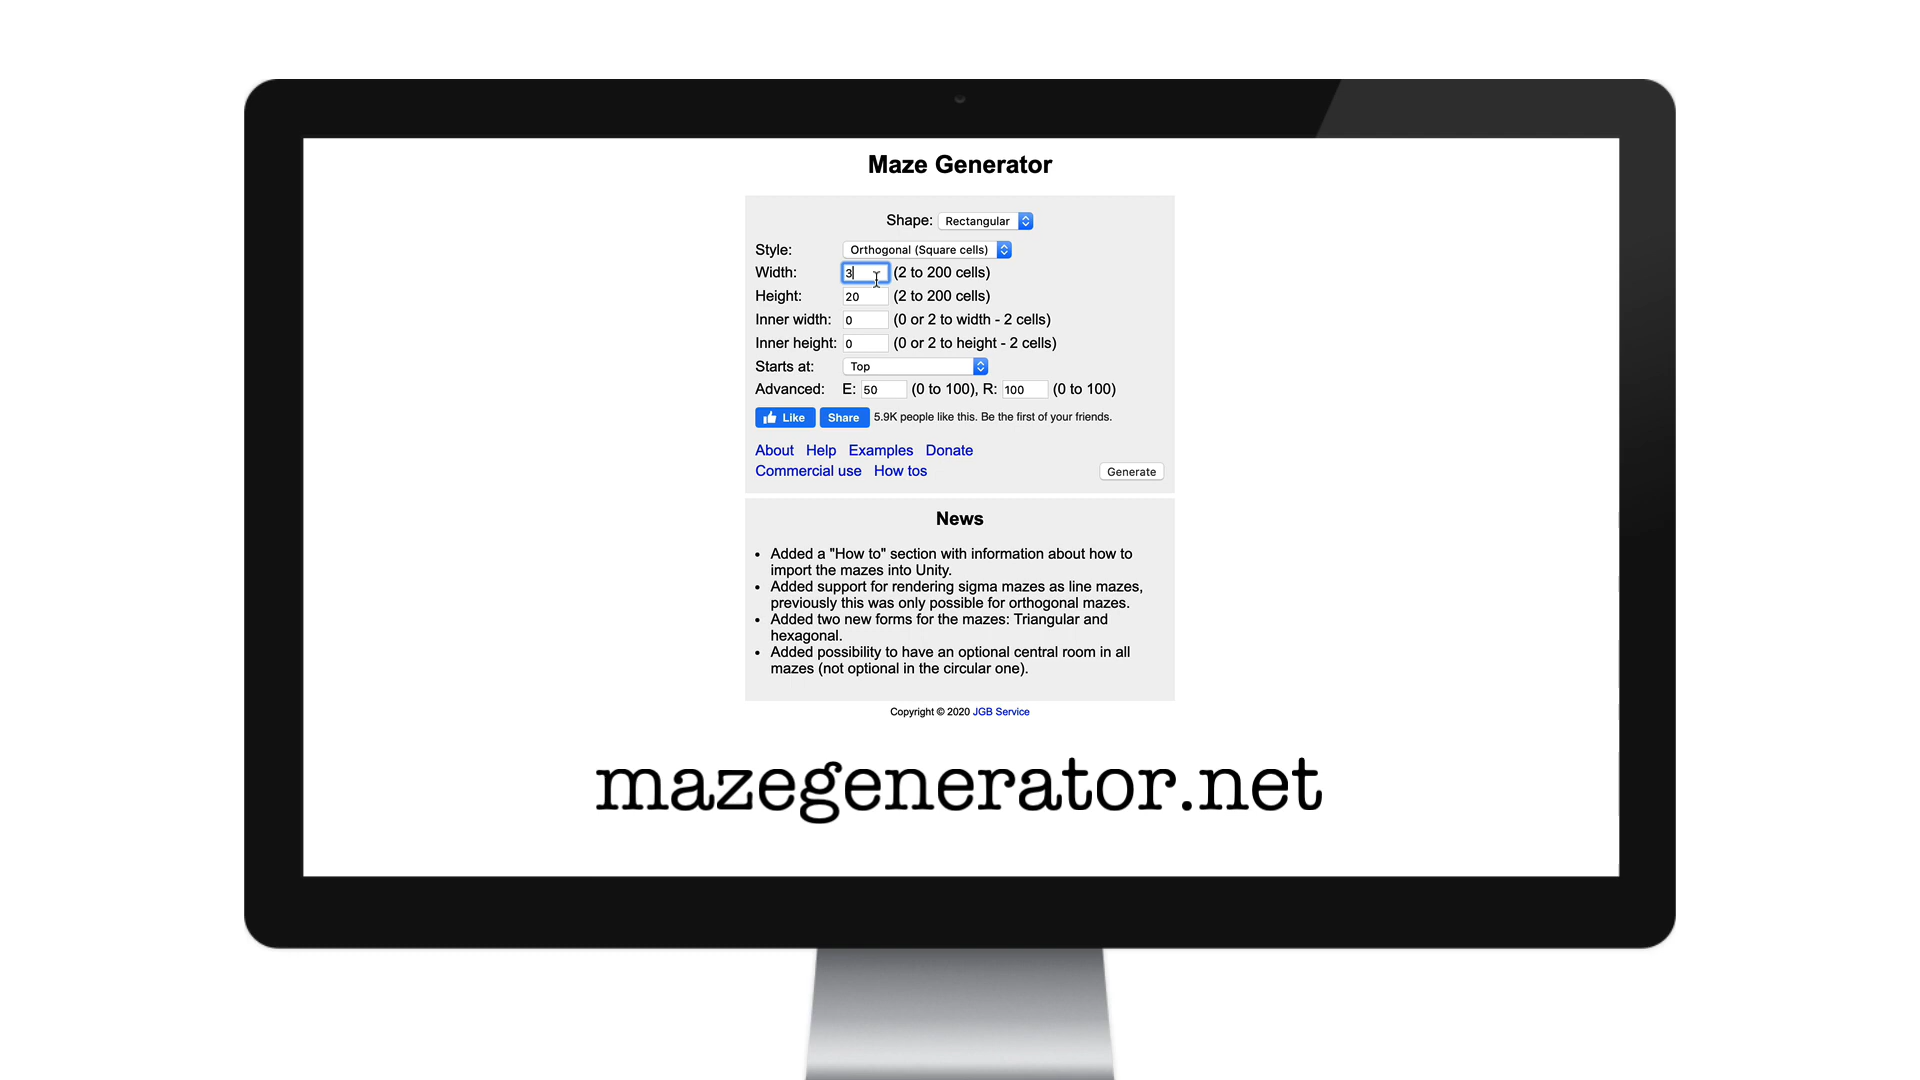 Maze Generator
Shape: Rectangular
Style: Orthogonal (Square cells)
Width: 3 (2 to 200 cells)
Height: 20 (2 to 200 cells)
Inner width: 0 (0 or 2 to width - 2 cells)
Inner height: 0 (0 or 2 to height - 2 cells)
Starts at: Top
Advanced: E: 50 (0 to 100), R: 100 (0 to 100)
Like Share 5.9K people like this. Be the first of your friends.
About Help Examples Donate
Commercial use How tos Generate
News
• Added a "How to" section with information about how to
import the mazes into Unity.
• Added support for rendering sigma mazes as line mazes,
previously this was only possible for orthogonal mazes.
• Added two new forms for the mazes: Triangular and
hexagonal.
• Added possibility to have an optional central room in all
mazes (not optional in the circular one).
Copyright © 2020 JGB Service
mazegenerator.net